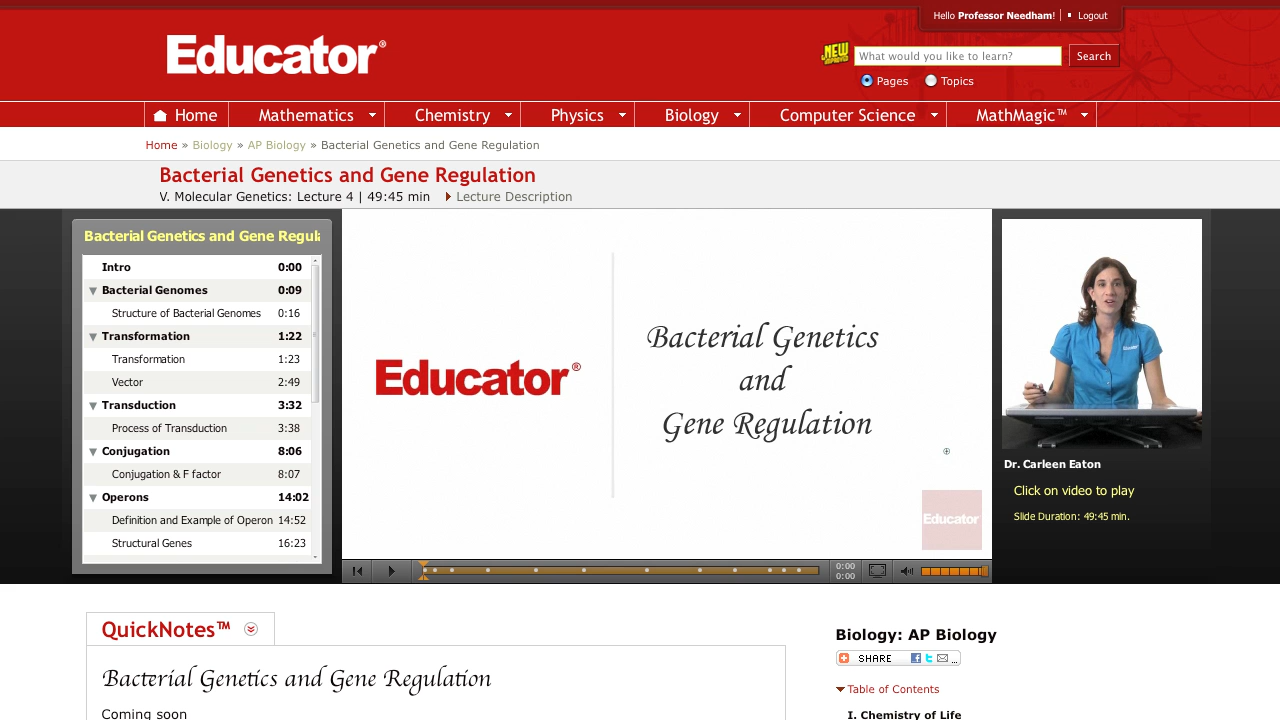 Hello Professor Needham! Logout
Educator®
NEW
What would you like to learn? Search
Pages Topics
Home Mathematics Chemistry Physics Biology Computer Science MathMagic™
Home » Biology » AP Biology » Bacterial Genetics and Gene Regulation
Bacterial Genetics and Gene Regulation
V. Molecular Genetics: Lecture 4 | 49:45 min Lecture Description
Bacterial Genetics and Gene Regul
Intro 0:00
Bacterial Genomes 0:09
Structure of Bacterial Genomes 0:16
Transformation 1:22
Transformation 1:23
Vector 2:49
Transduction 3:32
Process of Transduction 3:38
Conjugation 8:06
Conjugation & F factor 8:07
Operons 14:02
Definition and Example of Operon 14:52
Structural Genes 16:23
Educator®
Bacterial Genetics
and
Gene Regulation
Educator
0:00
0:00
Dr. Carleen Eaton
Click on video to play
Slide Duration: 49:45 min.
QuickNotes™
Bacterial Genetics and Gene Regulation
Coming soon
Biology: AP Biology
SHARE ...
Table of Contents
I. Chemistry of Life